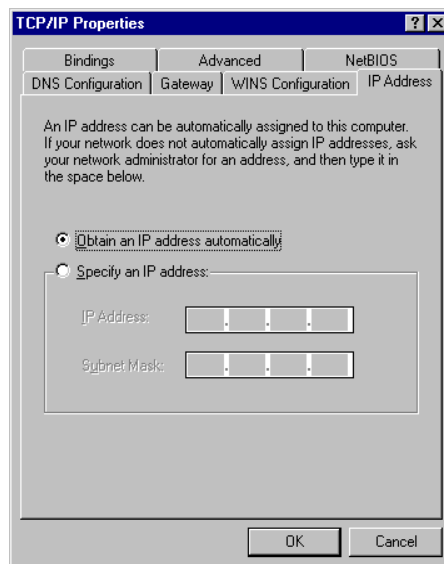 TCP/IP Properties
Bindings Advanced NetBIOS
DNS Configuration Gateway WINS Configuration IP Address
An IP address can be automatically assigned to this computer.
If your network does not automatically assign IP addresses, ask
your network administrator for an address, and then type it in
the space below.
Obtain an IP address automatically
Specify an IP address:
IP Address:
Subnet Mask:
OK Cancel